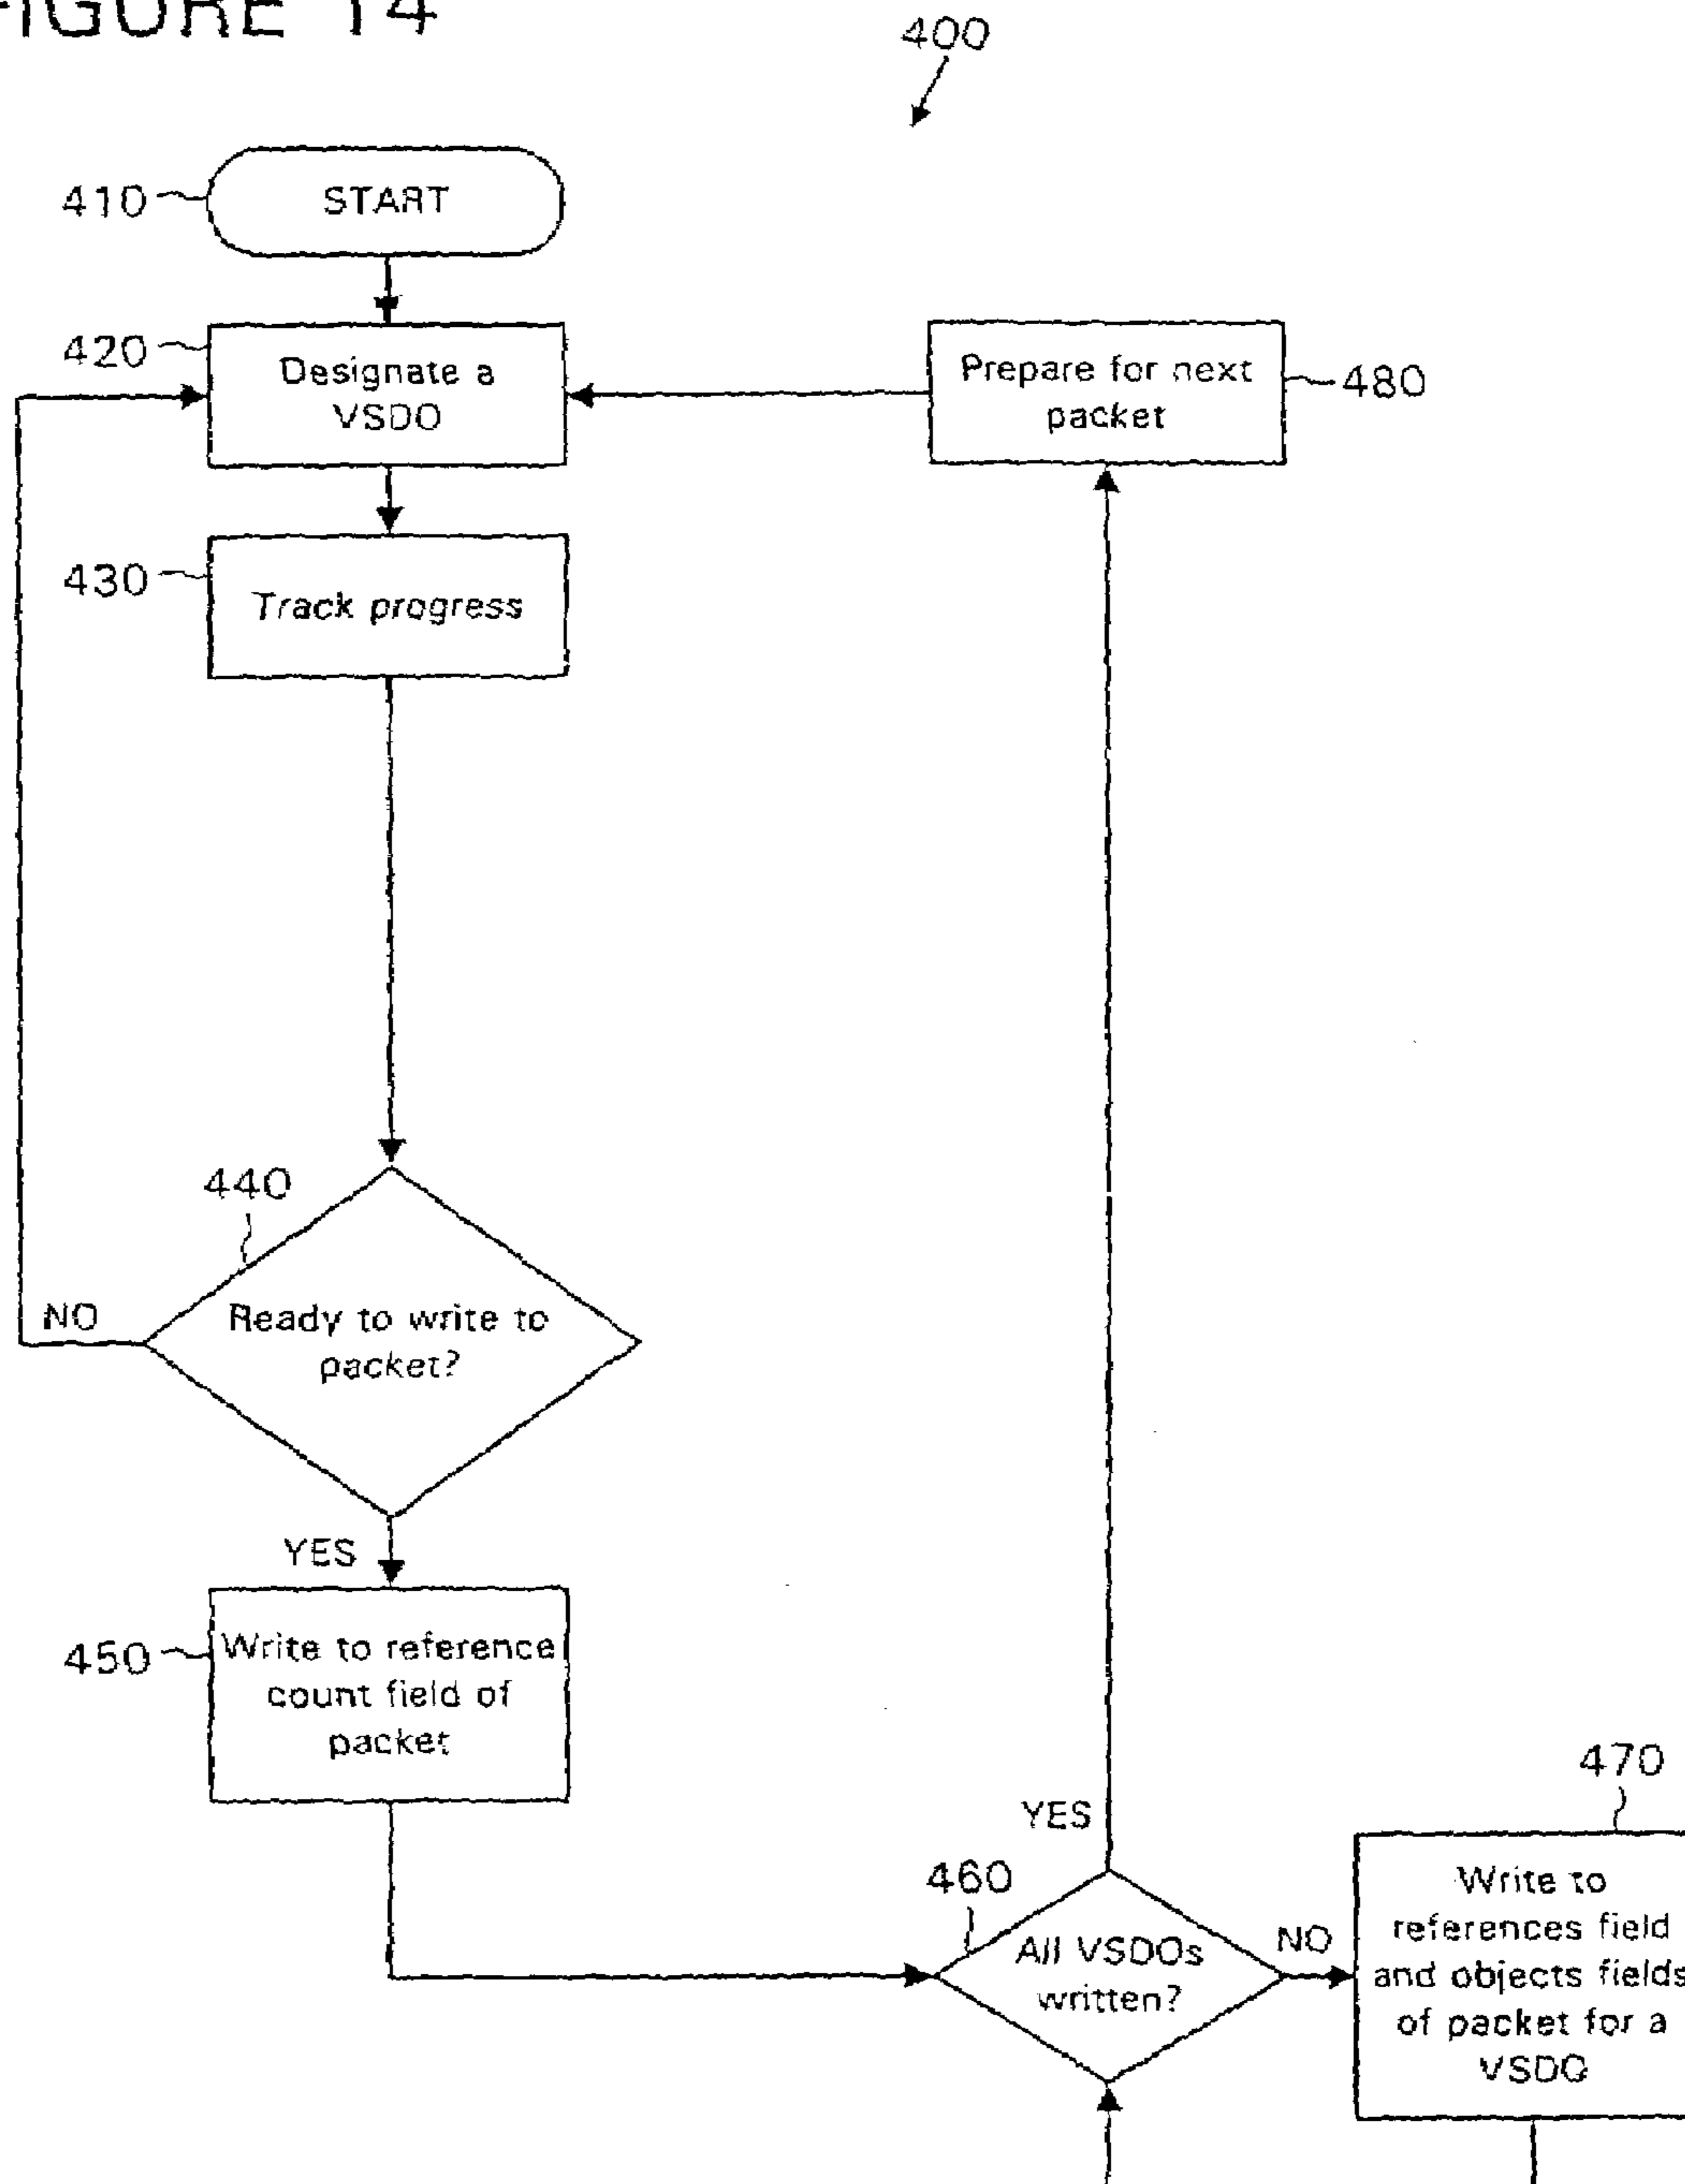 FIGURE 14
400
410
START
420
Designate a
VSDO
Prepare for next
packet
480
430
Track progress
440
NO
Ready to write to
packet?
YES
450
Write to reference
count field of
packet
470
YES
460
All VSDOs
written?
NO
Write to
references field
and objects fields
of packet for a
VSDO